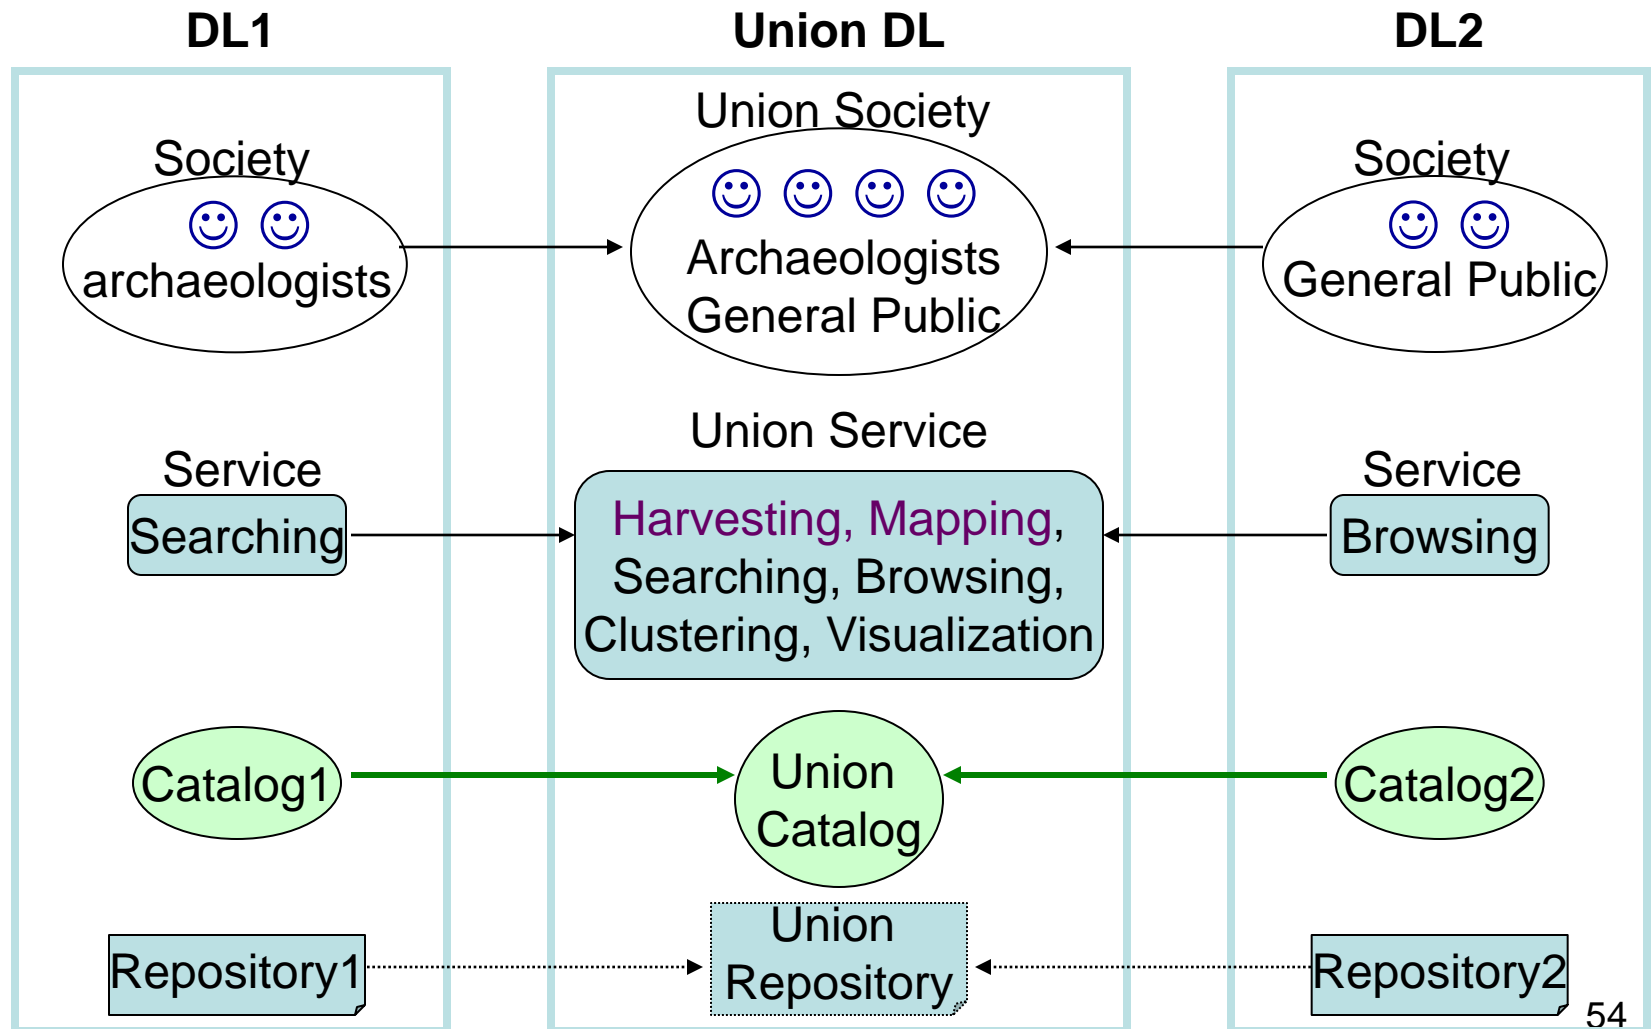 DL1
Union DL
DL2
Society
archaeologists
Union Society
Archaeologists
General Public
Society
General Public
Service
Searching
Union Service
Harvesting, Mapping,
Searching, Browsing,
Clustering, Visualization
Service
Browsing
Catalog1
Union
Catalog
Catalog2
Repository1
Union
Repository
Repository2
54